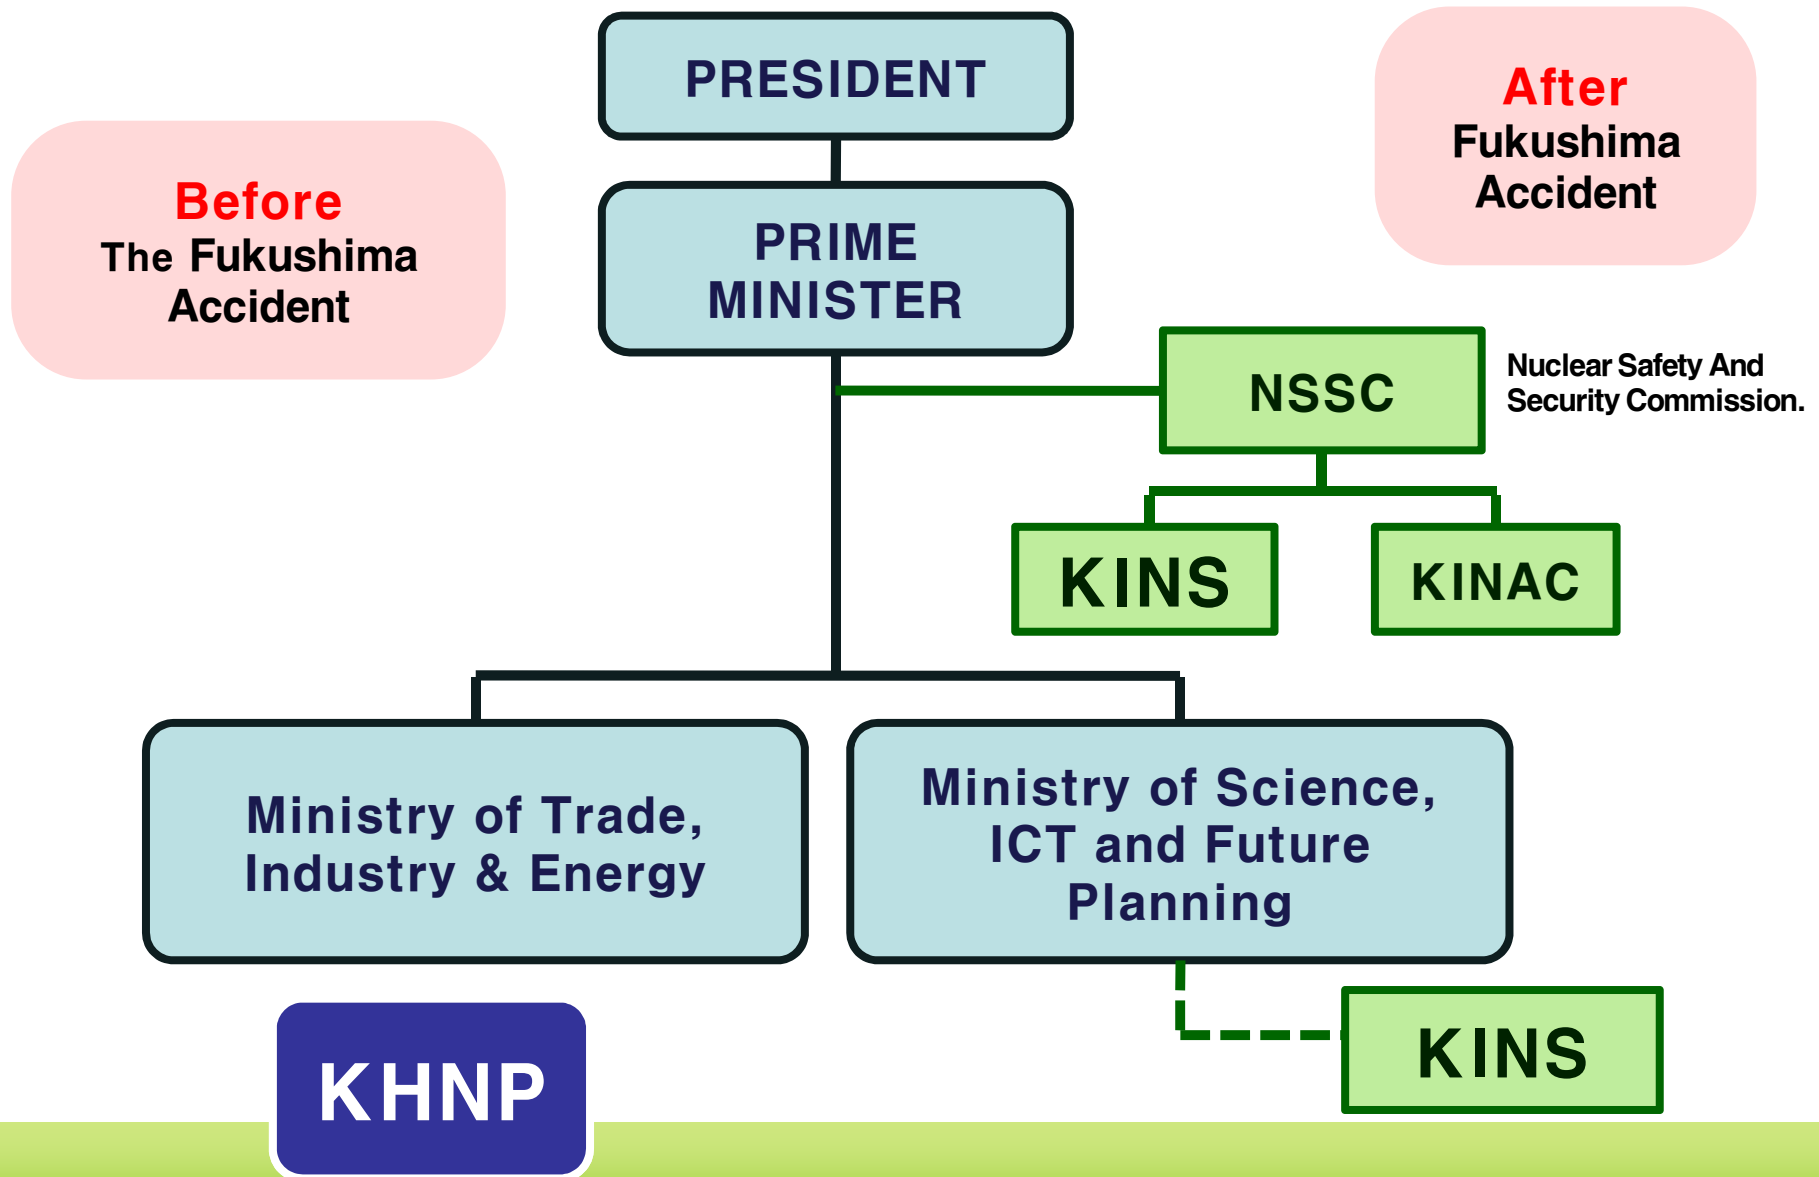 PRESIDENT
After
Fukushima
Accident
Before
The Fukushima
Accident
PRIME
MINISTER
NSSC
Nuclear Safety And
Security Commission.
KINS
KINAC
Ministry of Trade,
Industry & Energy
Ministry of Science,
ICT and Future
Planning
KHNP
KINS